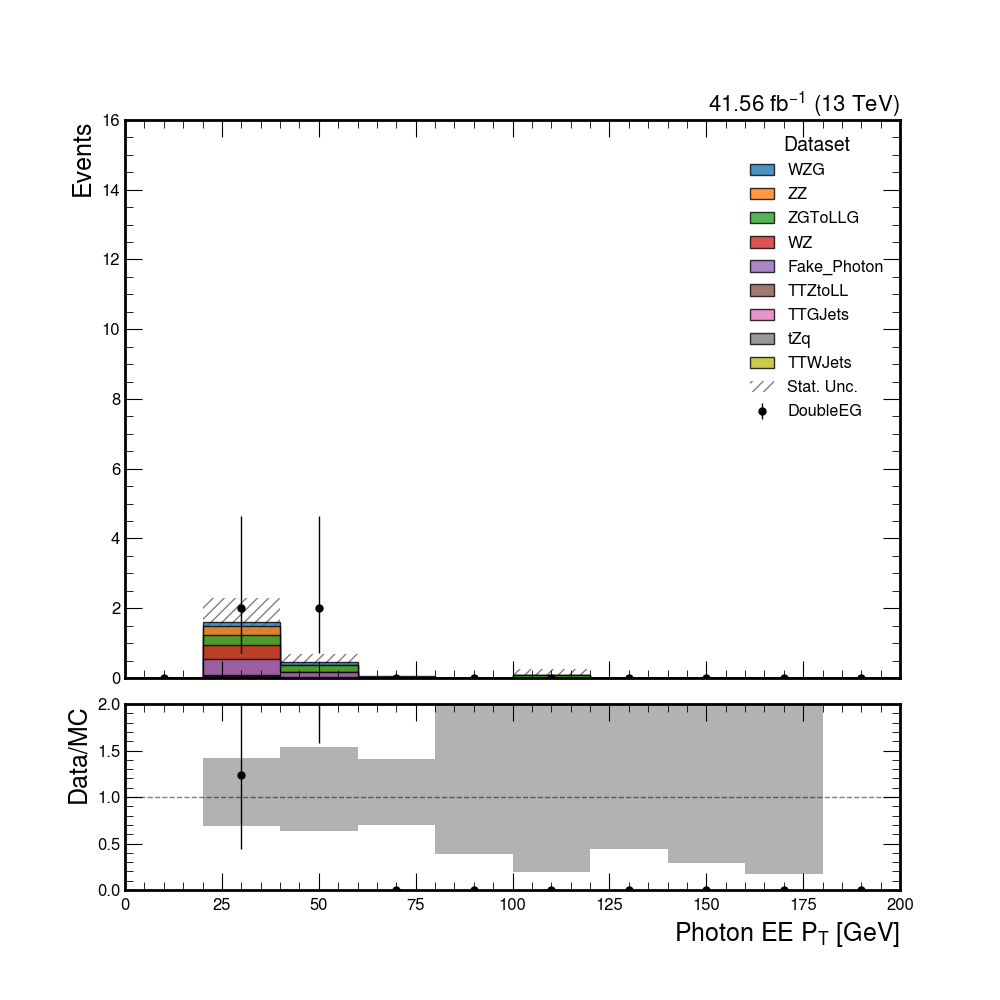 41.56 fb⁻¹ (13 TeV)
Events
16
14
12
10
8
6
4
2
0
Dataset
WZG
ZZ
ZGToLLG
WZ
Fake_Photon
TTZtoLL
TTGJets
tZq
TTWJets
Stat. Unc.
DoubleEG
Data/MC
2.0
1.5
1.0
0.5
0.0
0 25 50 75 100 125 150 175 200
Photon EE P_T [GeV]